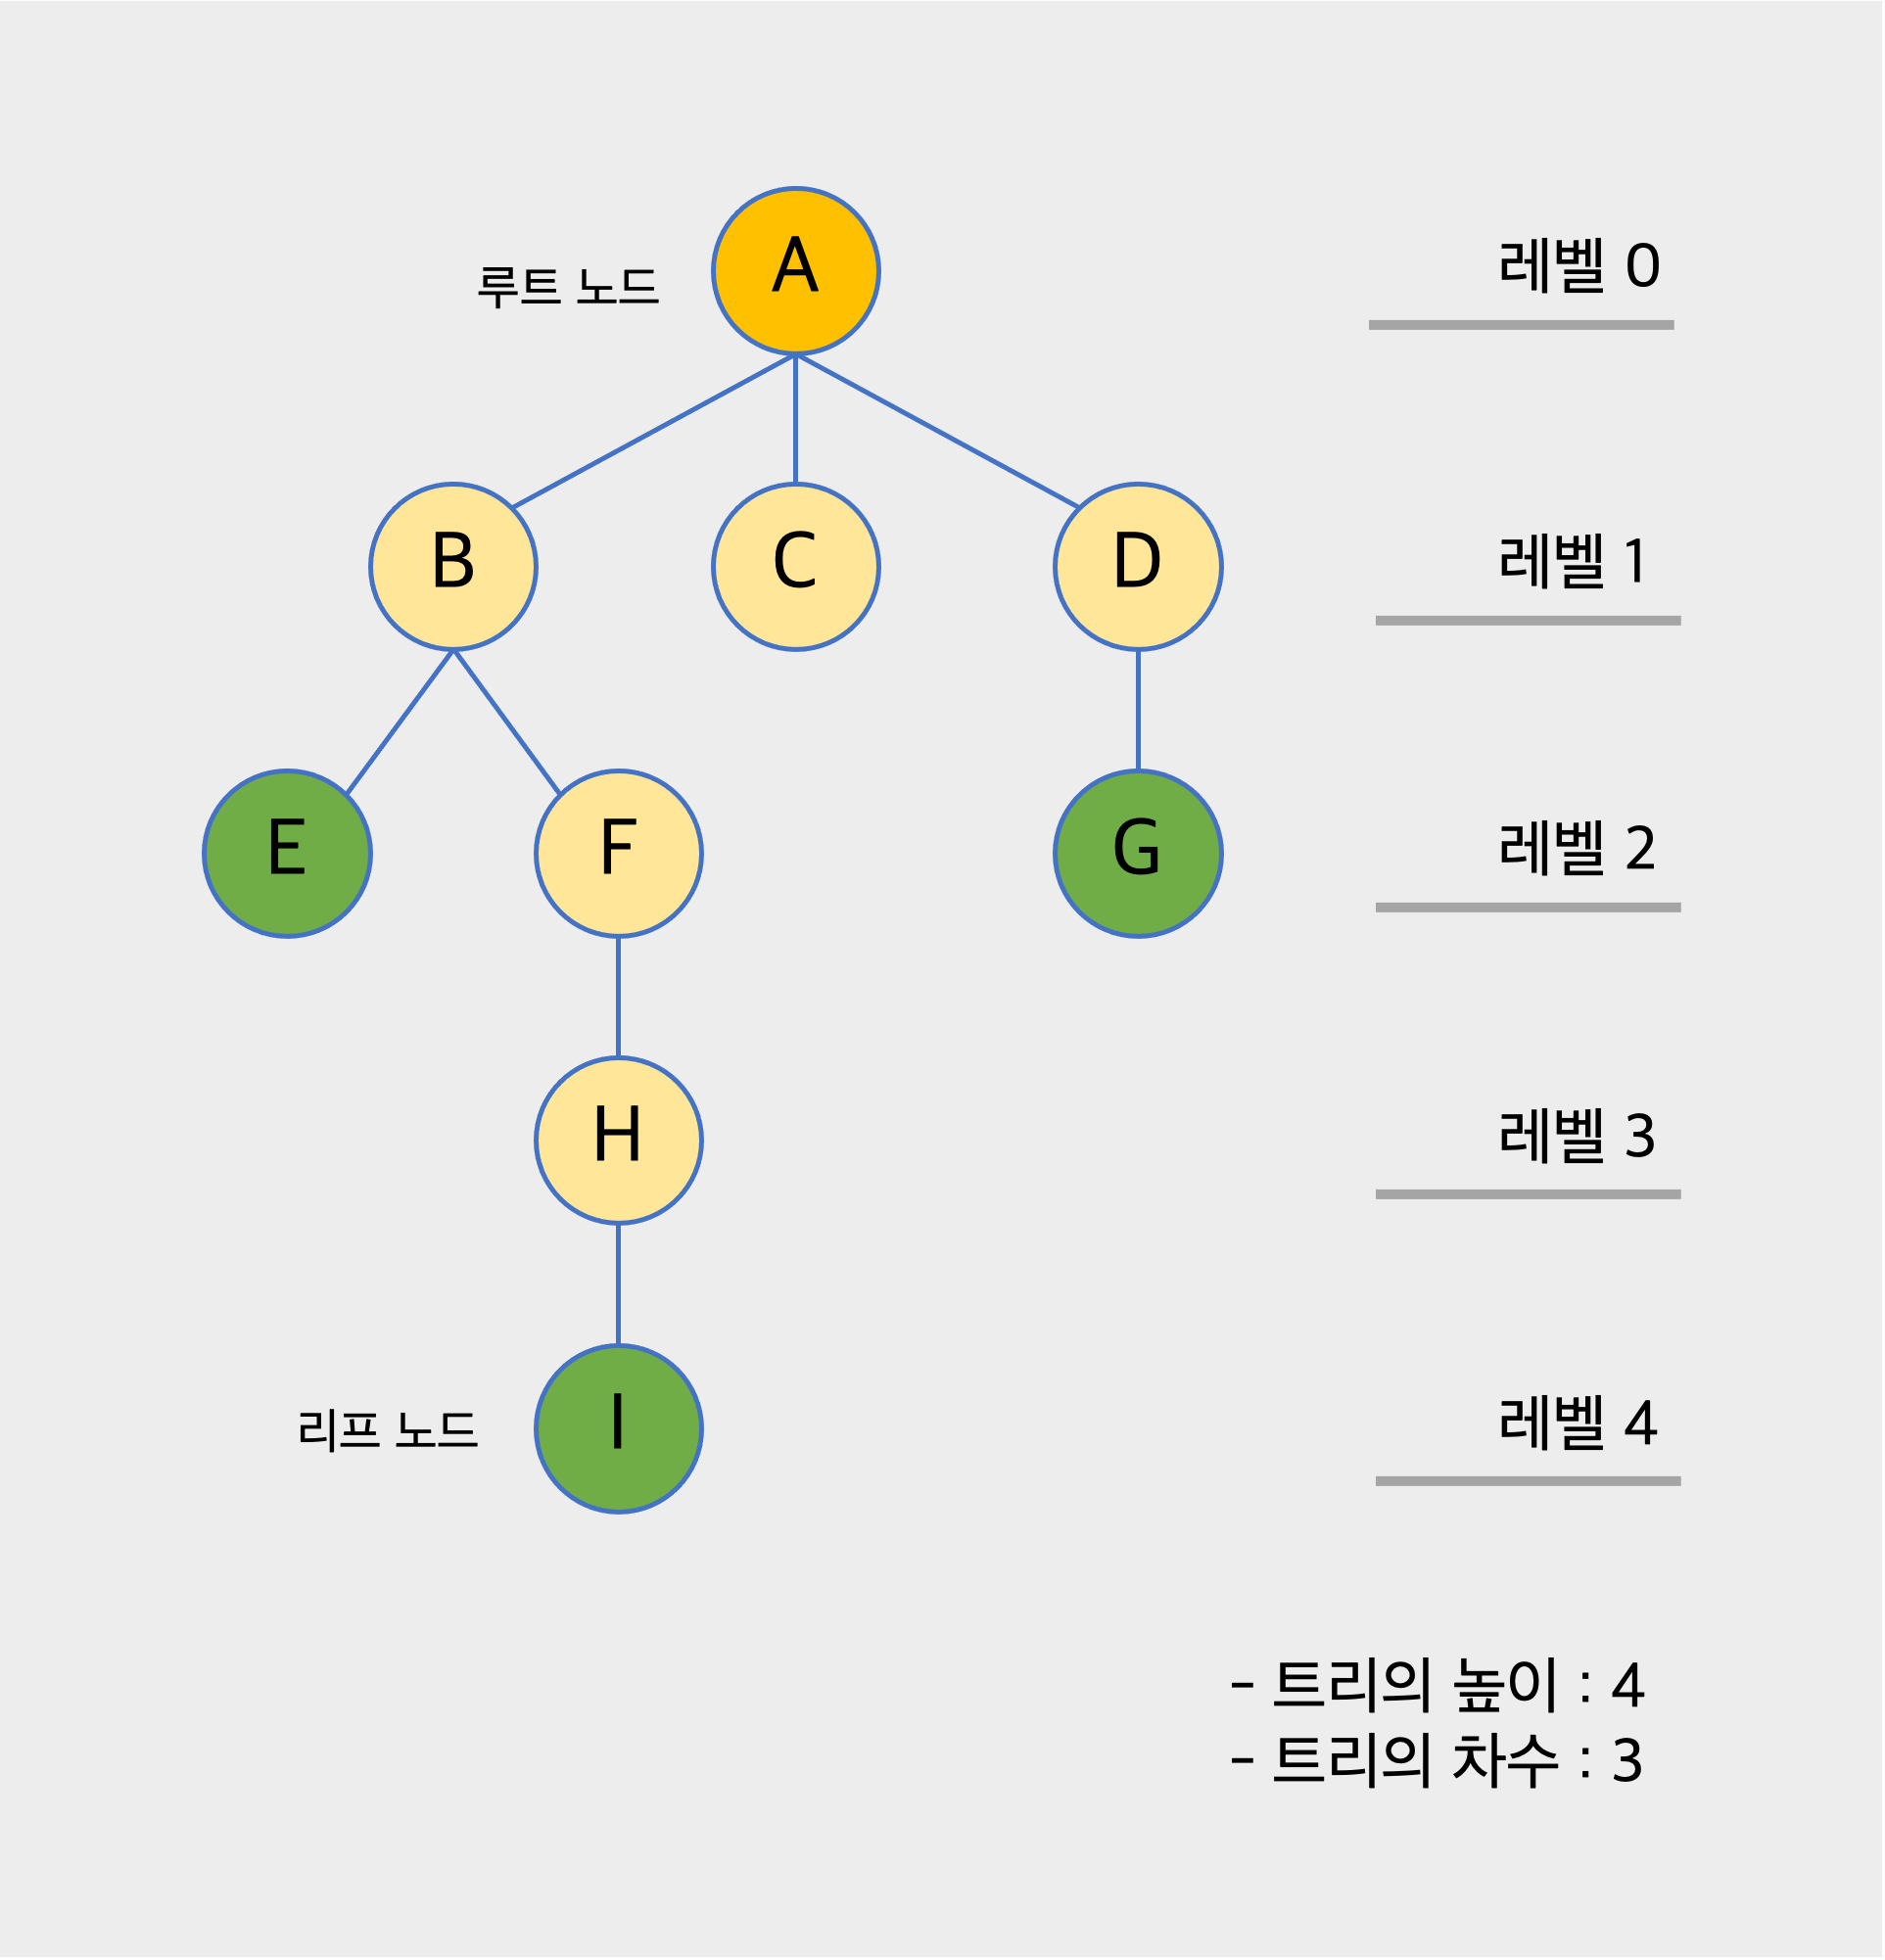 루트 노드
A
레벨 0
B
C
D
레벨 1
E
F
G
레벨 2
H
레벨 3
리프 노드
I
레벨 4
- 트리의 높이 : 4
- 트리의 차수 : 3